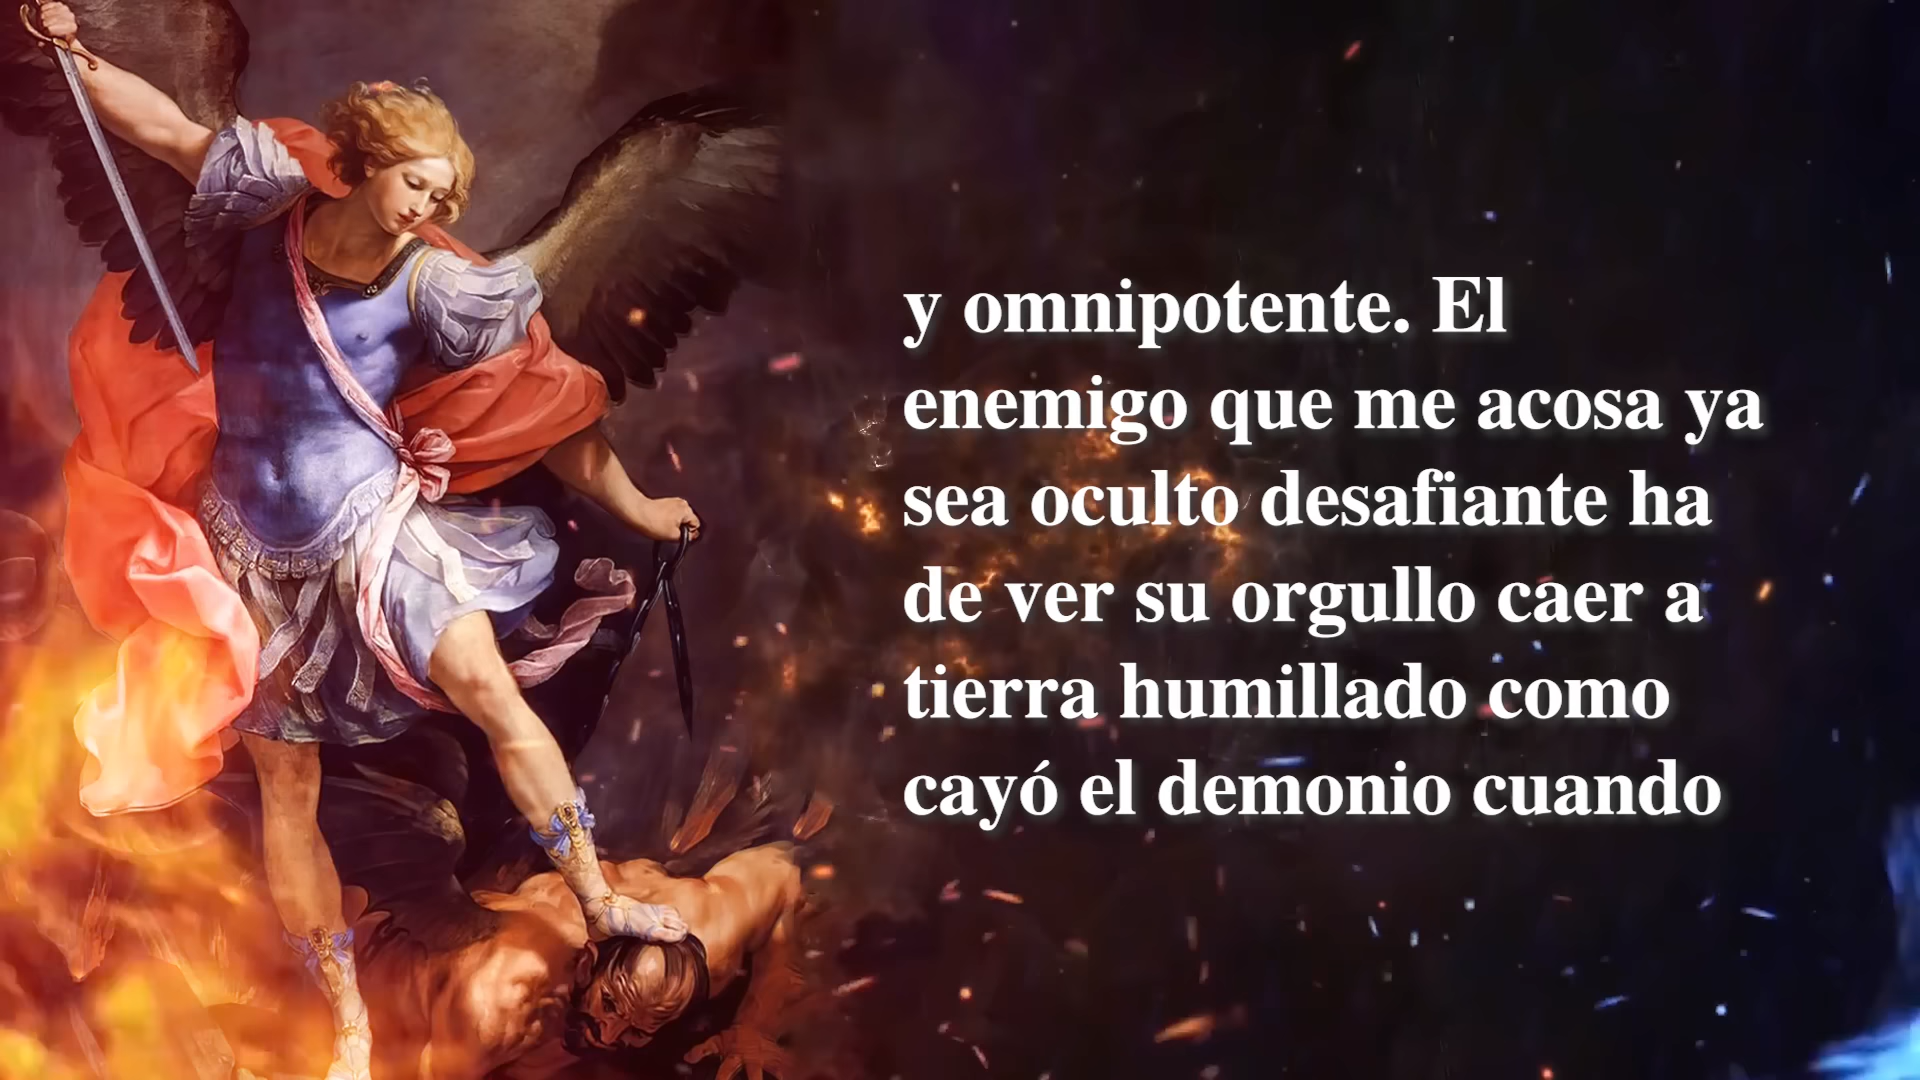 y omnipotente. El
enemigo que me acosa ya
sea oculto desafiante ha
de ver su orgullo caer a
tierra humillado como
cayó el demonio cuando